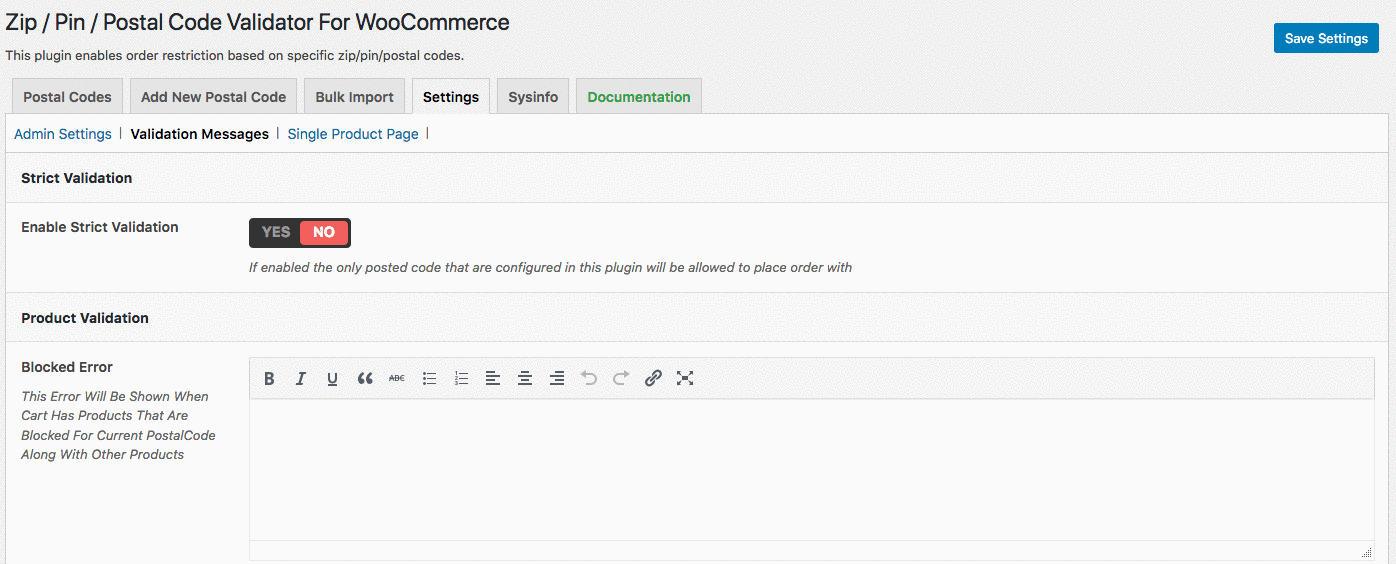 Zip / Pin / Postal Code Validator For WooCommerce
Save Settings
This plugin enables order restriction based on specific zip/pin/postal codes.
Postal Codes Add New Postal Code Bulk Import Settings Sysinfo Documentation
Admin Settings | Validation Messages | Single Product Page |
Strict Validation
Enable Strict Validation
YES NO
If enabled the only posted code that are configured in this plugin will be allowed to place order with
Product Validation
Blocked Error
B I U ABC
This Error Will Be Shown When
Cart Has Products That Are
Blocked For Current PostalCode
Along With Other Products